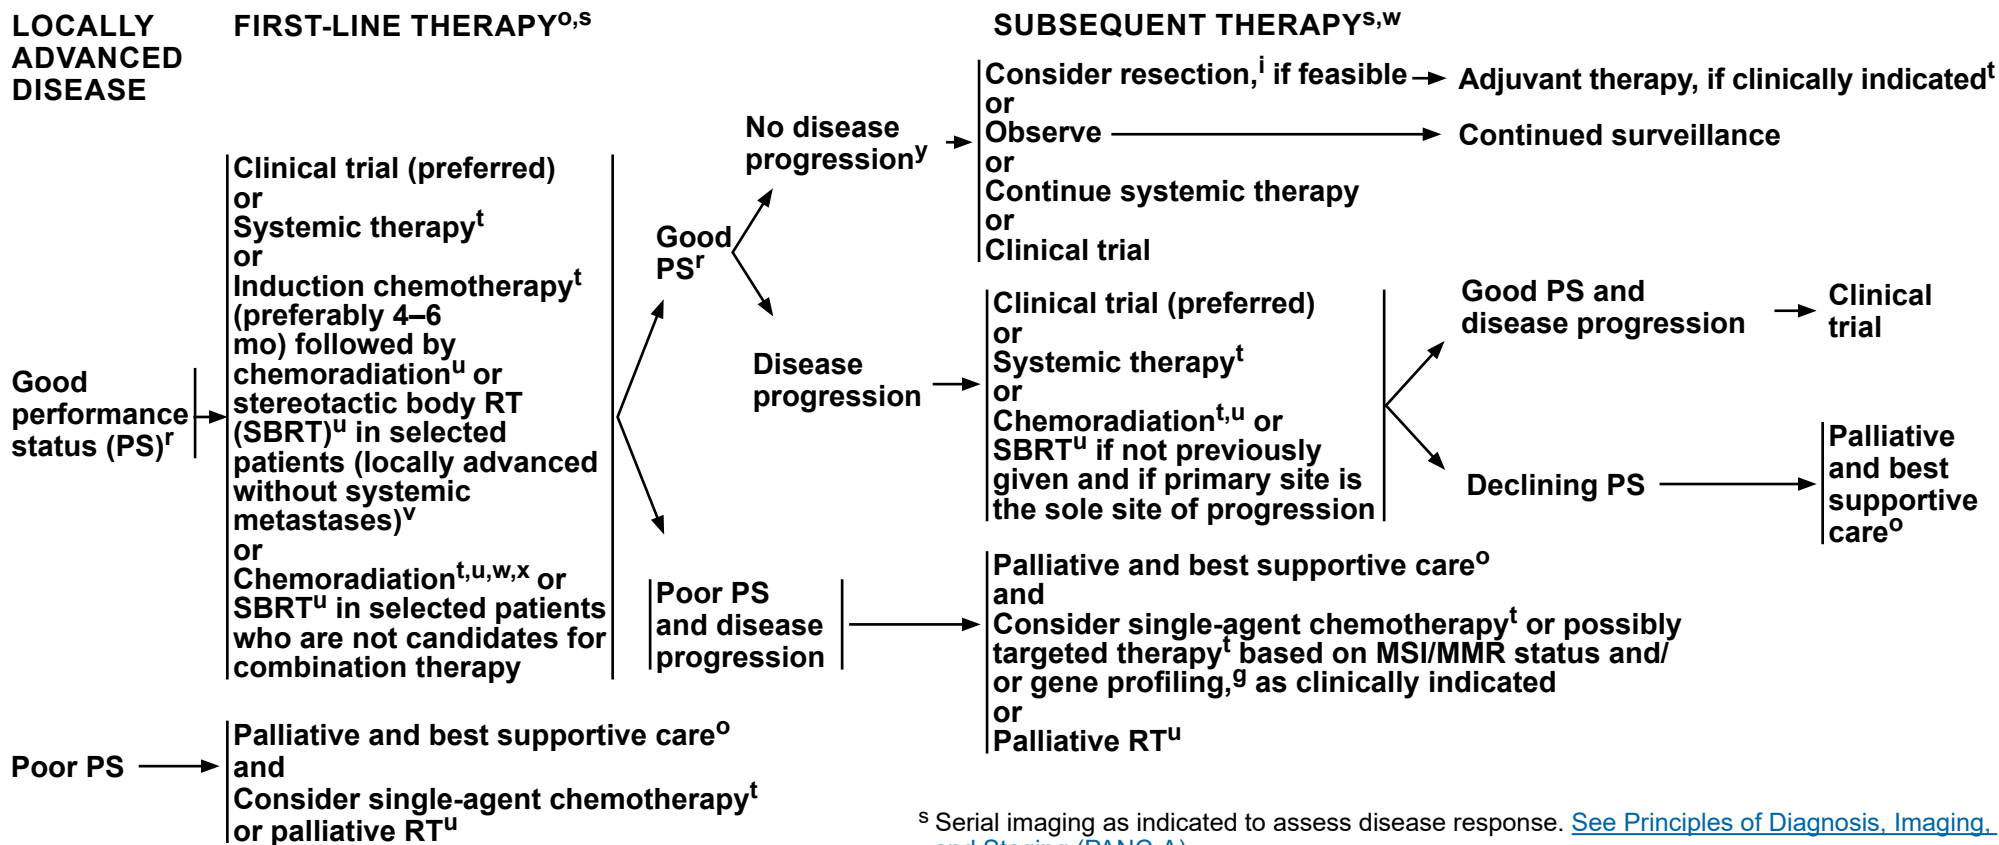 LOCALLY
ADVANCED
DISEASE
FIRST-LINE THERAPYo,s
SUBSEQUENT THERAPYs,w
Good
performance
status (PS)r
Clinical trial (preferred)
or
Systemic therapyt
or
Induction chemotherapyt
(preferably 4–6
mo) followed by
chemoradiationu or
stereotactic body RT
(SBRT)u in selected
patients (locally advanced
without systemic
metastases)v
or
Chemoradiationt,u,w,x or
SBRTu in selected patients
who are not candidates for
combination therapy
Good
PSr
No disease
progressiony
Consider resection,i if feasible
or
Observe
or
Continue systemic therapy
or
Clinical trial
Adjuvant therapy, if clinically indicatedt
Continued surveillance
Disease
progression
Clinical trial (preferred)
or
Systemic therapyt
or
Chemoradiationt,u or
SBRTu if not previously
given and if primary site is
the sole site of progression
Good PS and
disease progression
Clinical
trial
Declining PS
Palliative
and best
supportive
careo
Poor PS
and disease
progression
Palliative and best supportive careo
and
Consider single-agent chemotherapyt or possibly
targeted therapyt based on MSI/MMR status and/
or gene profiling,g as clinically indicated
or
Palliative RTu
Poor PS
Palliative and best supportive careo
and
Consider single-agent chemotherapyt
or palliative RTu
s Serial imaging as indicated to assess disease response. See Principles of Diagnosis, Imaging,
and Staging (PANC-A)